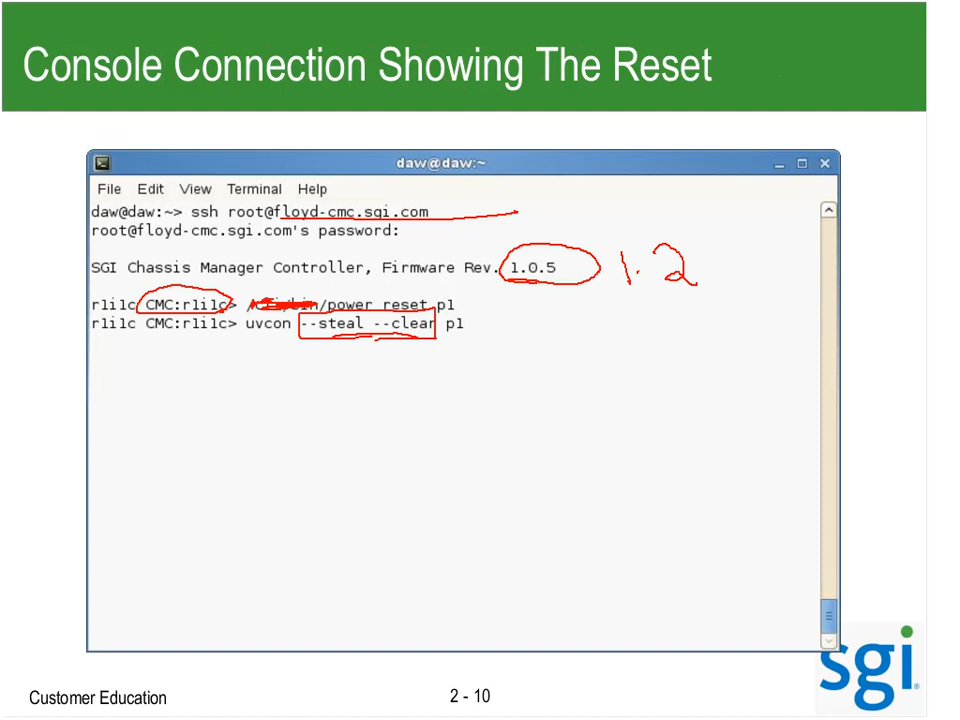 Console Connection Showing The Reset
daw@daw:~
File Edit View Terminal Help
daw@daw:~> ssh root@floyd-cmc.sgi.com
root@floyd-cmc.sgi.com's password:
SGI Chassis Manager Controller, Firmware Rev. 1.0.5
1.2
r1i1c CMC:r1i1c> /power reset p1
r1i1c CMC:r1i1c> uvcon --steal --clear p1
sgi
Customer Education
2 - 10